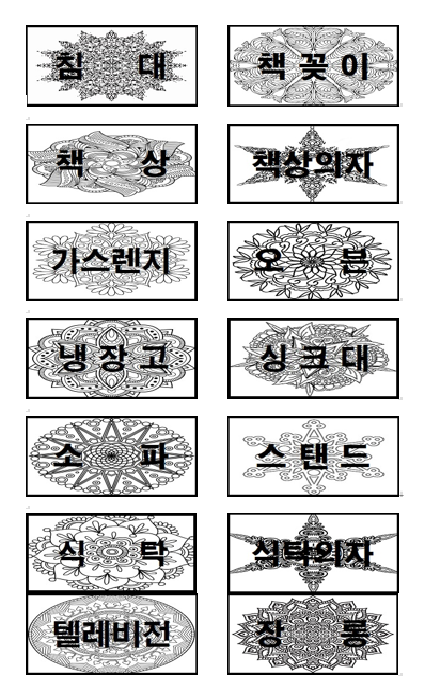 침 대
책 꽂 이
책 상
책상의자
가스렌지
오 븐
냉 장 고
싱 크 대
소 파
스 탠 드
식 탁
식탁의자
텔레비전
장 롱